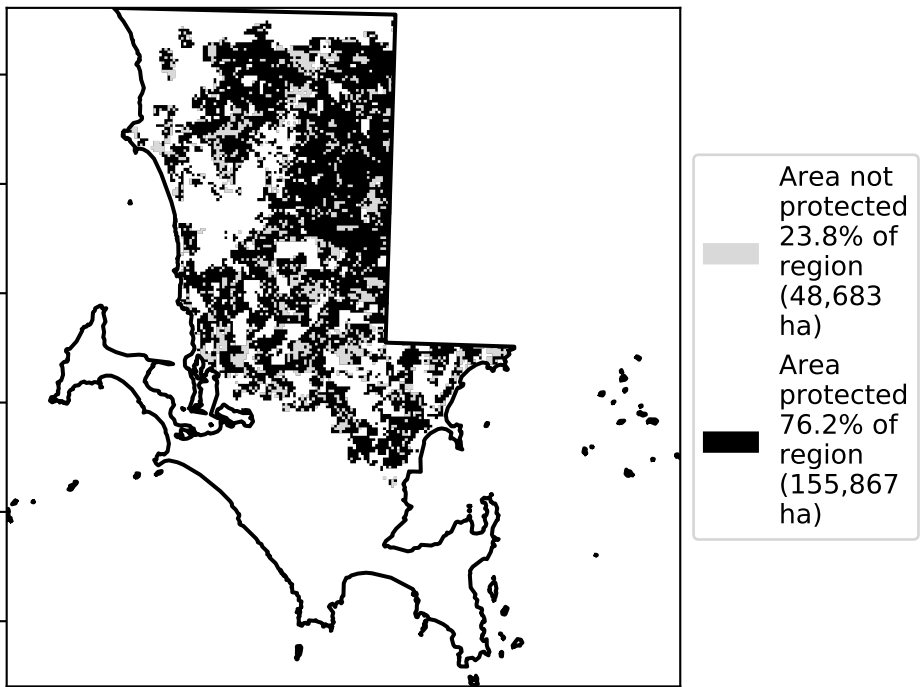 Area not
protected
23.8% of
region
(48,683
ha)
Area
protected
76.2% of
region
(155,867
ha)